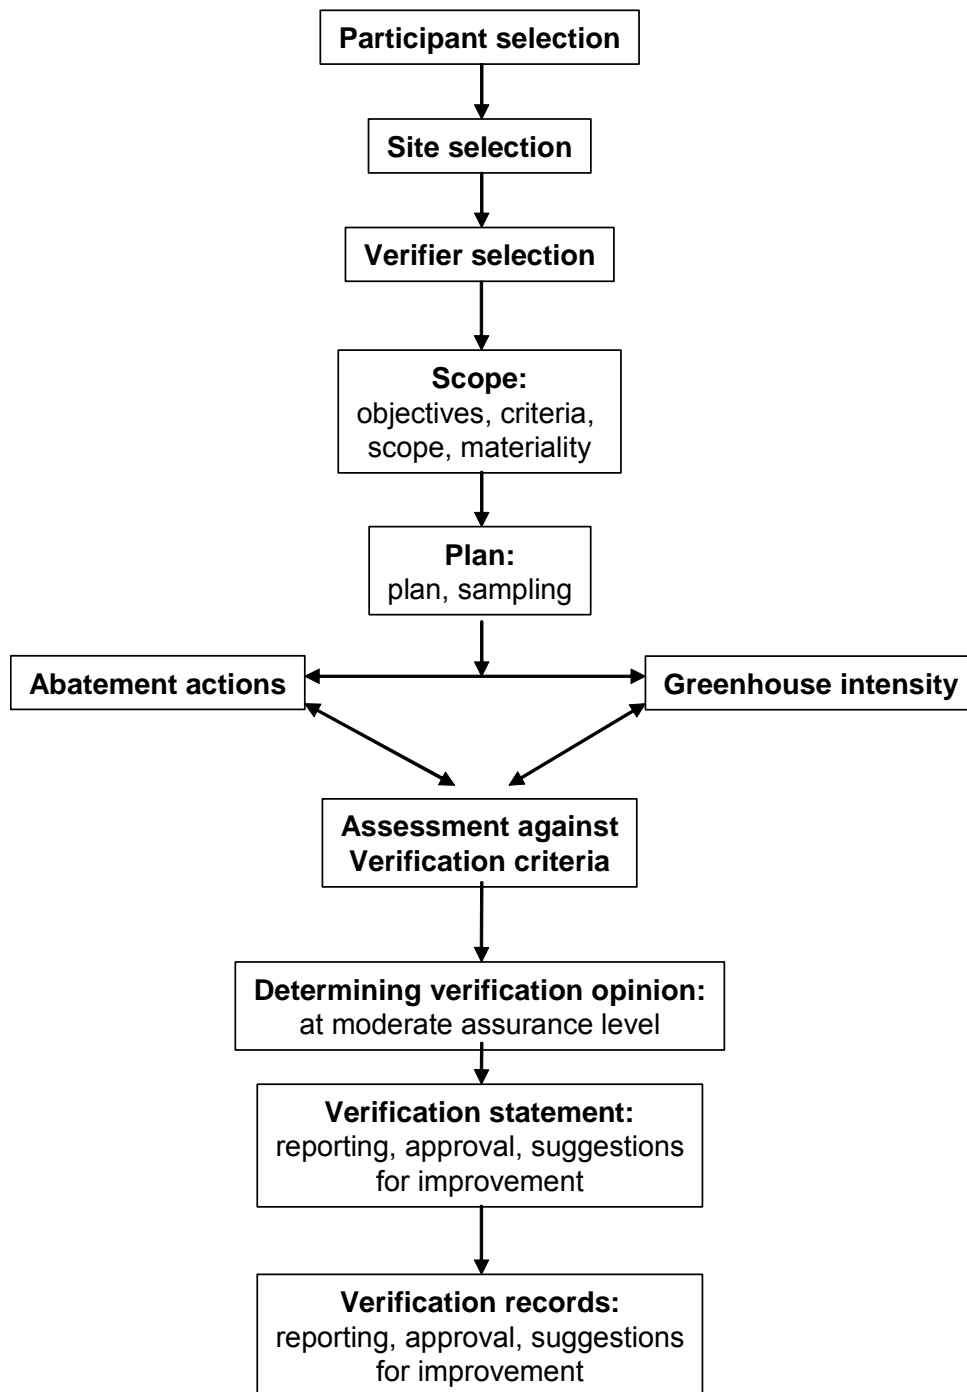 Participant selection
Site selection
Verifier selection
Scope:
objectives, criteria,
scope, materiality
Plan:
plan, sampling
Abatement actions
Greenhouse intensity
Assessment against
Verification criteria
Determining verification opinion:
at moderate assurance level
Verification statement:
reporting, approval, suggestions
for improvement
Verification records:
reporting, approval, suggestions
for improvement